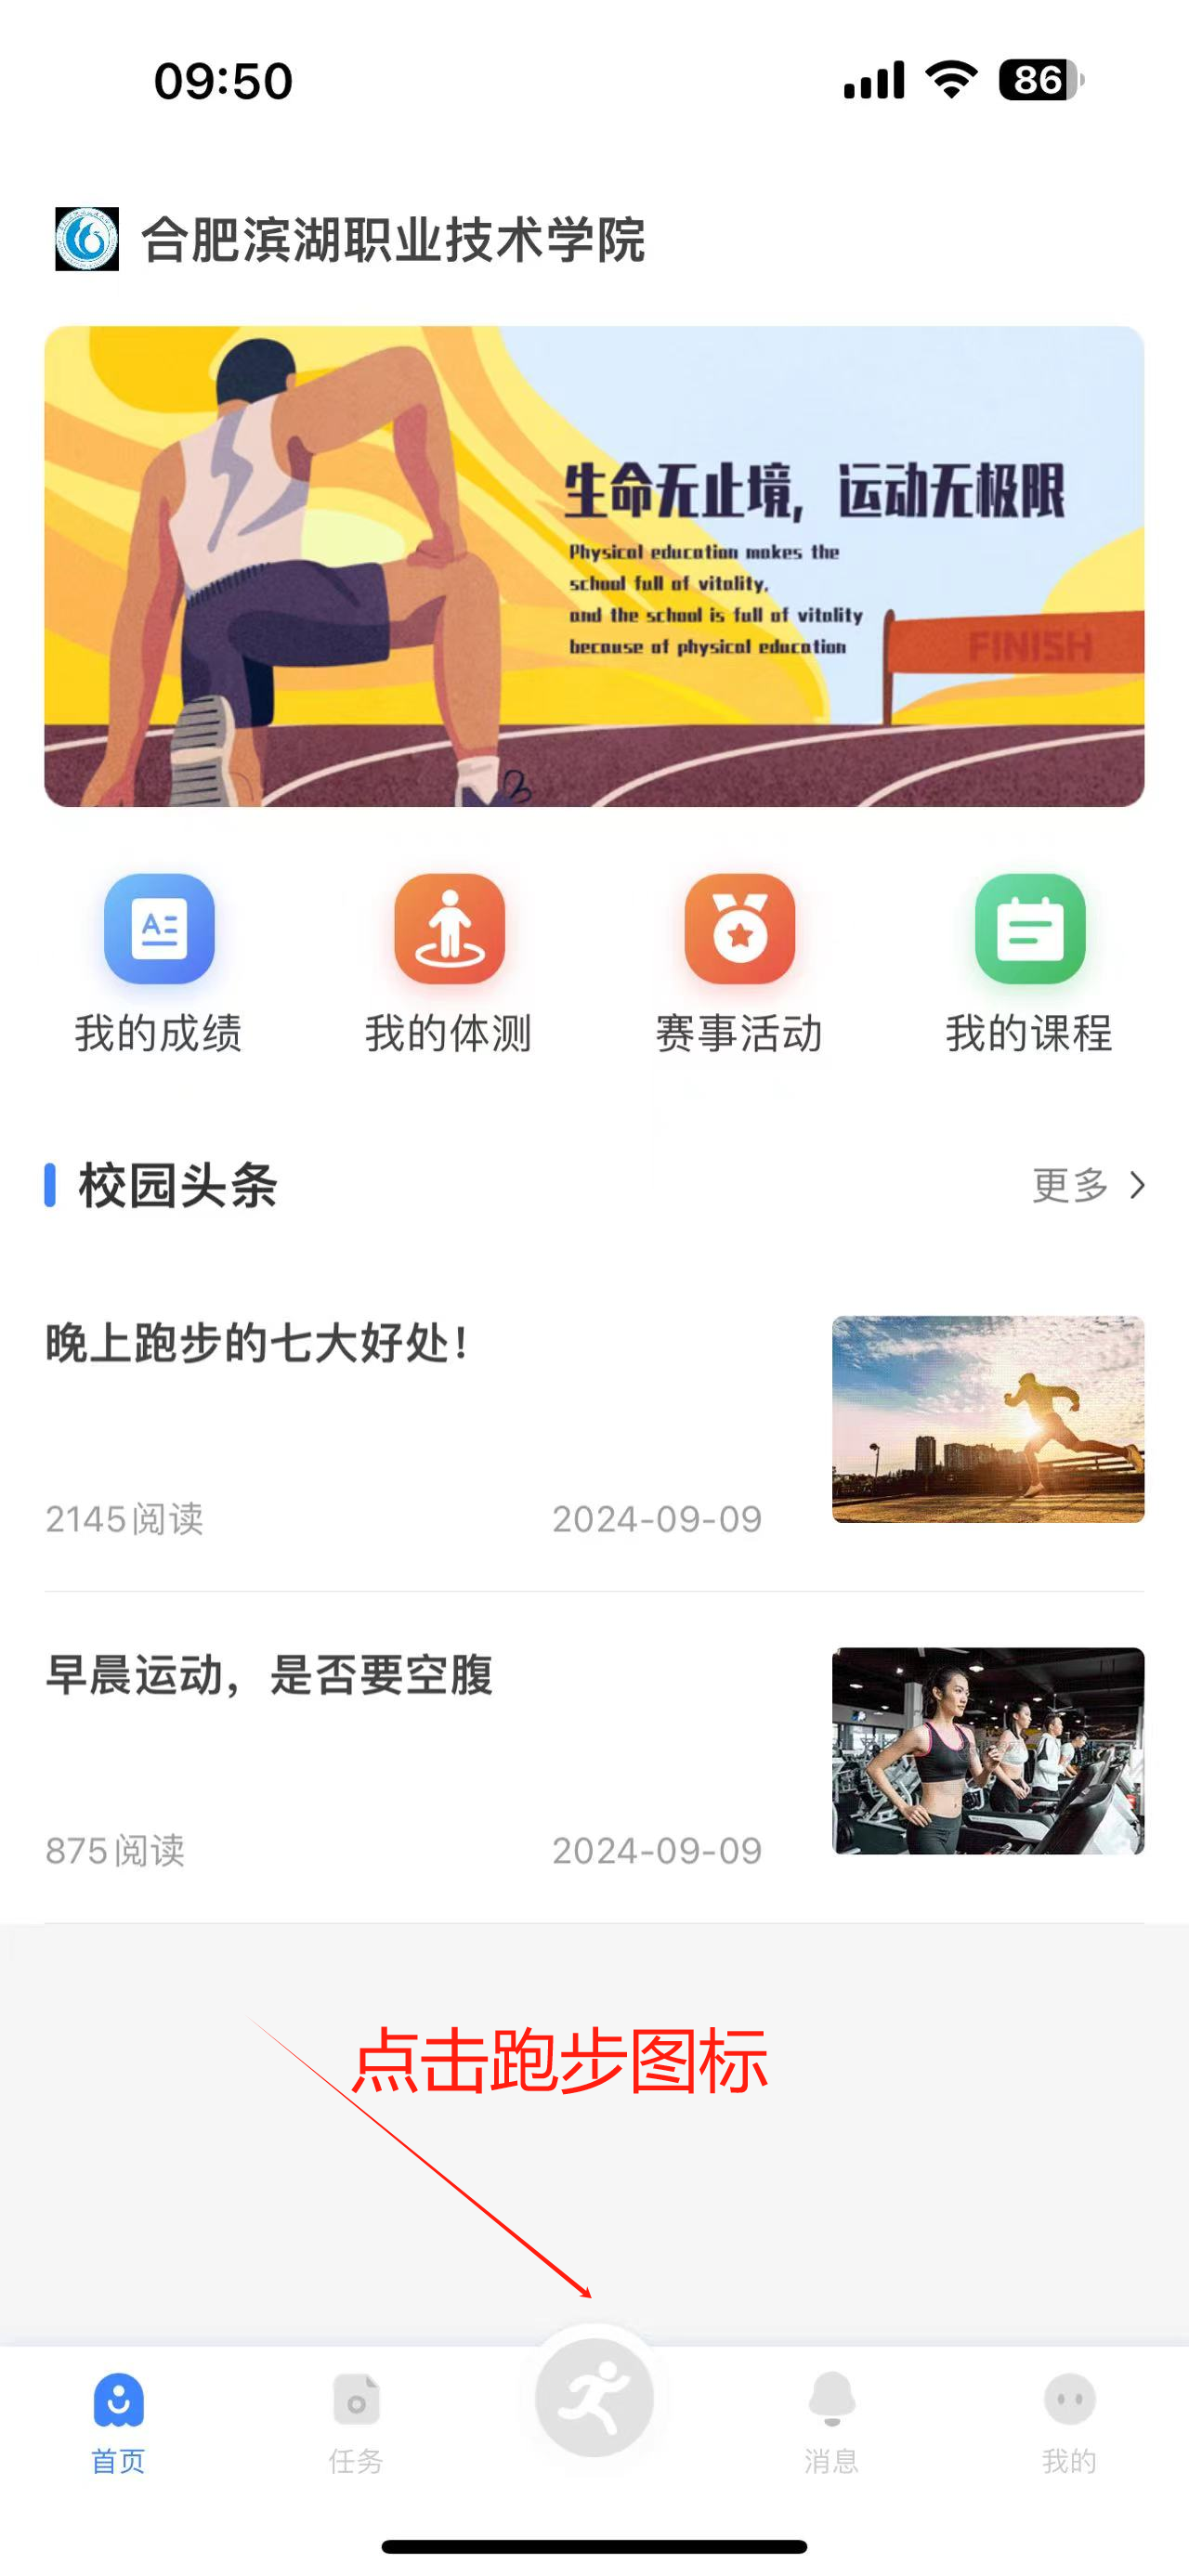 09:50
86
合肥滨湖职业技术学院
生命无止境，运动无极限
Physical education makes the
school full of vitality,
and the school is full of vitality
because of physical education
FINISH
我的成绩
我的体测
赛事活动
我的课程
校园头条
更多
晚上跑步的七大好处！
2145阅读
2024-09-09
早晨运动，是否要空腹
875阅读
2024-09-09
点击跑步图标
首页
任务
消息
我的